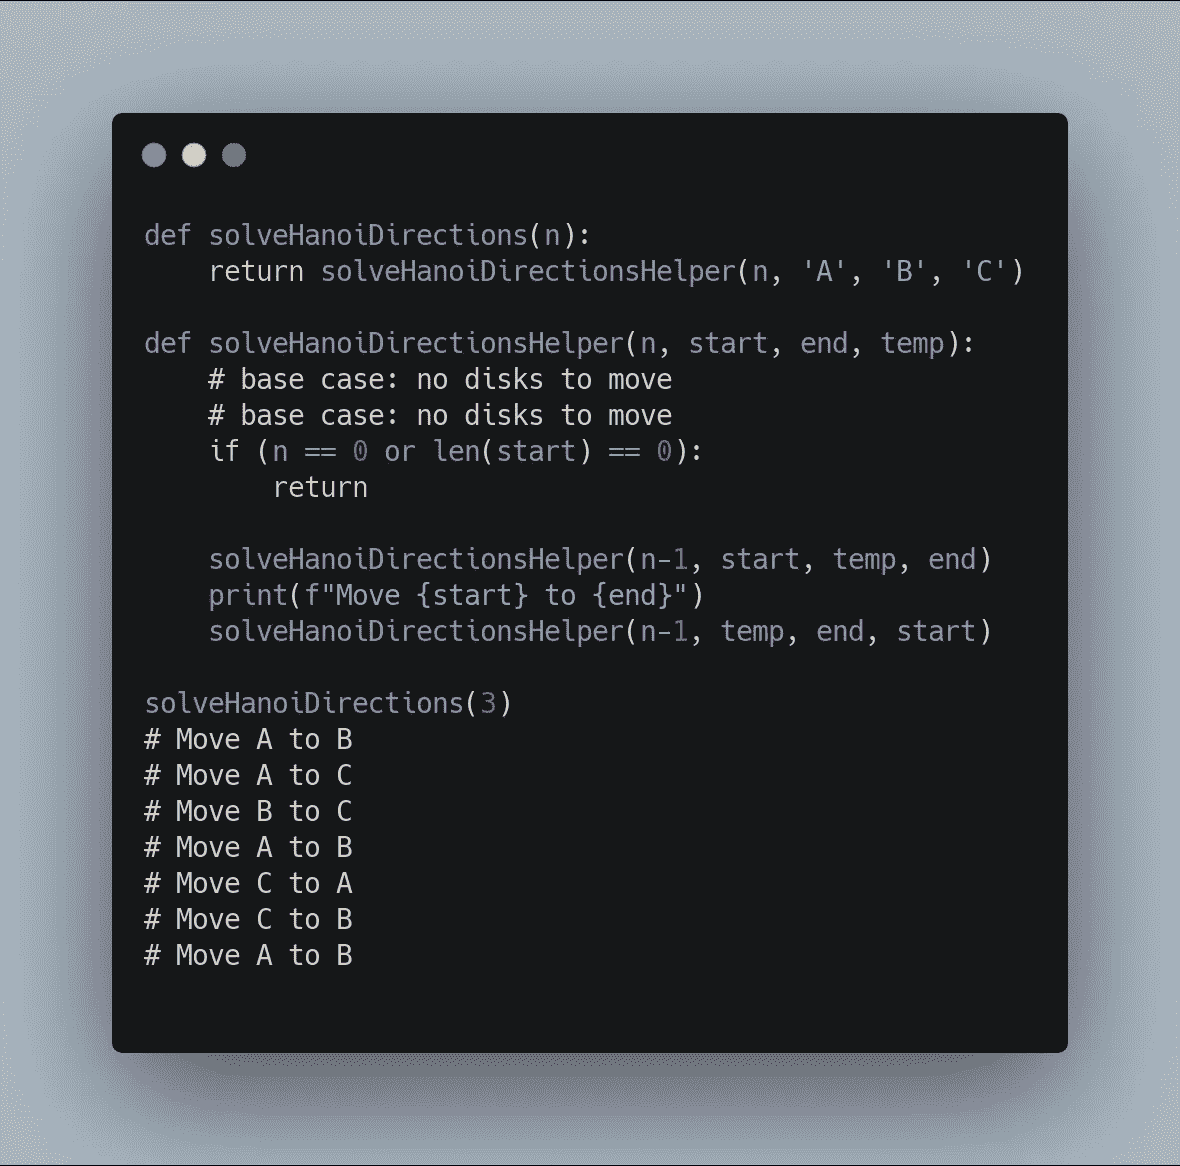 def solveHanoiDirections(n):
    return solveHanoiDirectionsHelper(n, 'A', 'B', 'C')

def solveHanoiDirectionsHelper(n, start, end, temp):
    # base case: no disks to move
    # base case: no disks to move
    if (n == 0 or len(start) == 0):
        return

    solveHanoiDirectionsHelper(n-1, start, temp, end)
    print(f"Move {start} to {end}")
    solveHanoiDirectionsHelper(n-1, temp, end, start)

solveHanoiDirections(3)
# Move A to B
# Move A to C
# Move B to C
# Move A to B
# Move C to A
# Move C to B
# Move A to B